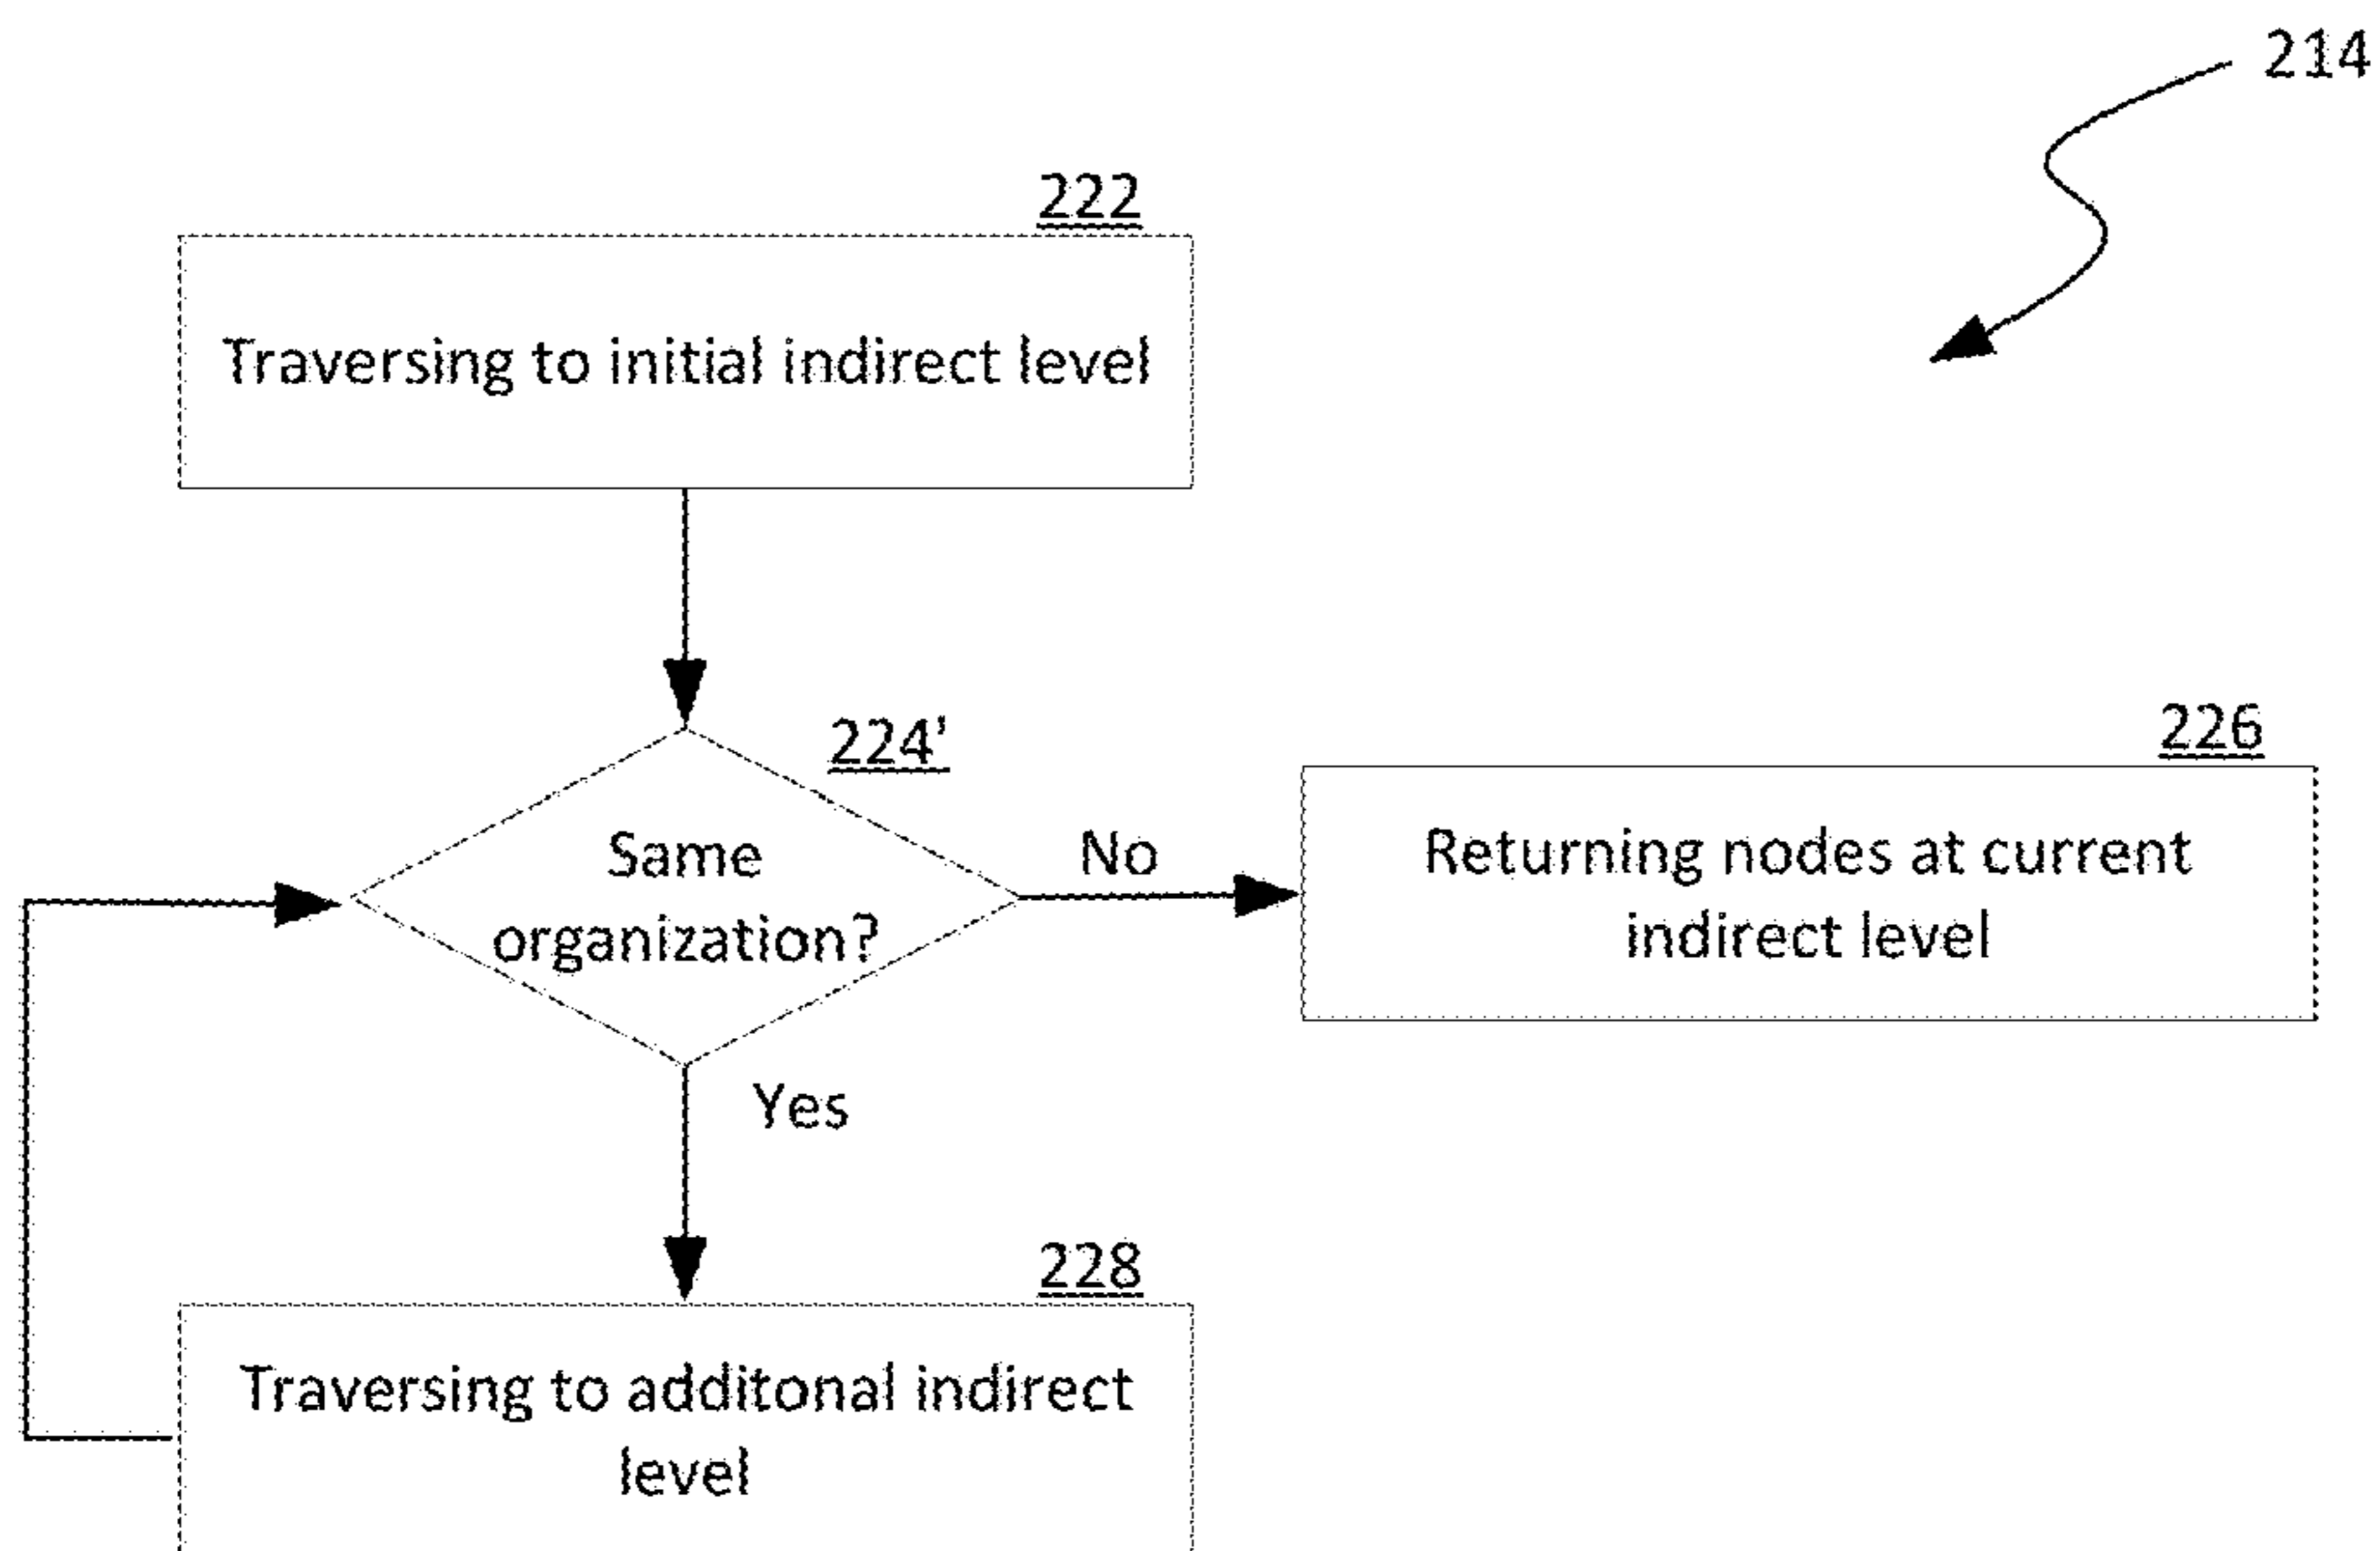 214
222
Traversing to initial indirect level
224'
Same
organization?
No
226
Returning nodes at current
indirect level
Yes
228
Traversing to additonal indirect
level